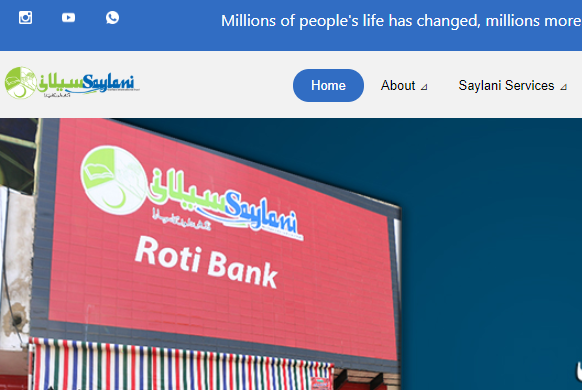 Millions of people's life has changed, millions more
سیلانی Saylani
Home
About
Saylani Services
سیلانی Saylani
Roti Bank